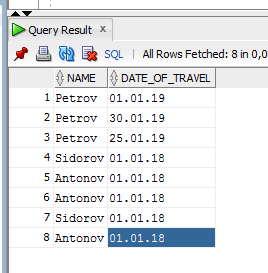 Query Result x
SQL | All Rows Fetched: 8 in 0,0
NAME DATE_OF_TRAVEL
1 Petrov 01.01.19
2 Petrov 30.01.19
3 Petrov 25.01.19
4 Sidorov 01.01.18
5 Antonov 01.01.18
6 Antonov 01.01.18
7 Sidorov 01.01.18
8 Antonov 01.01.18